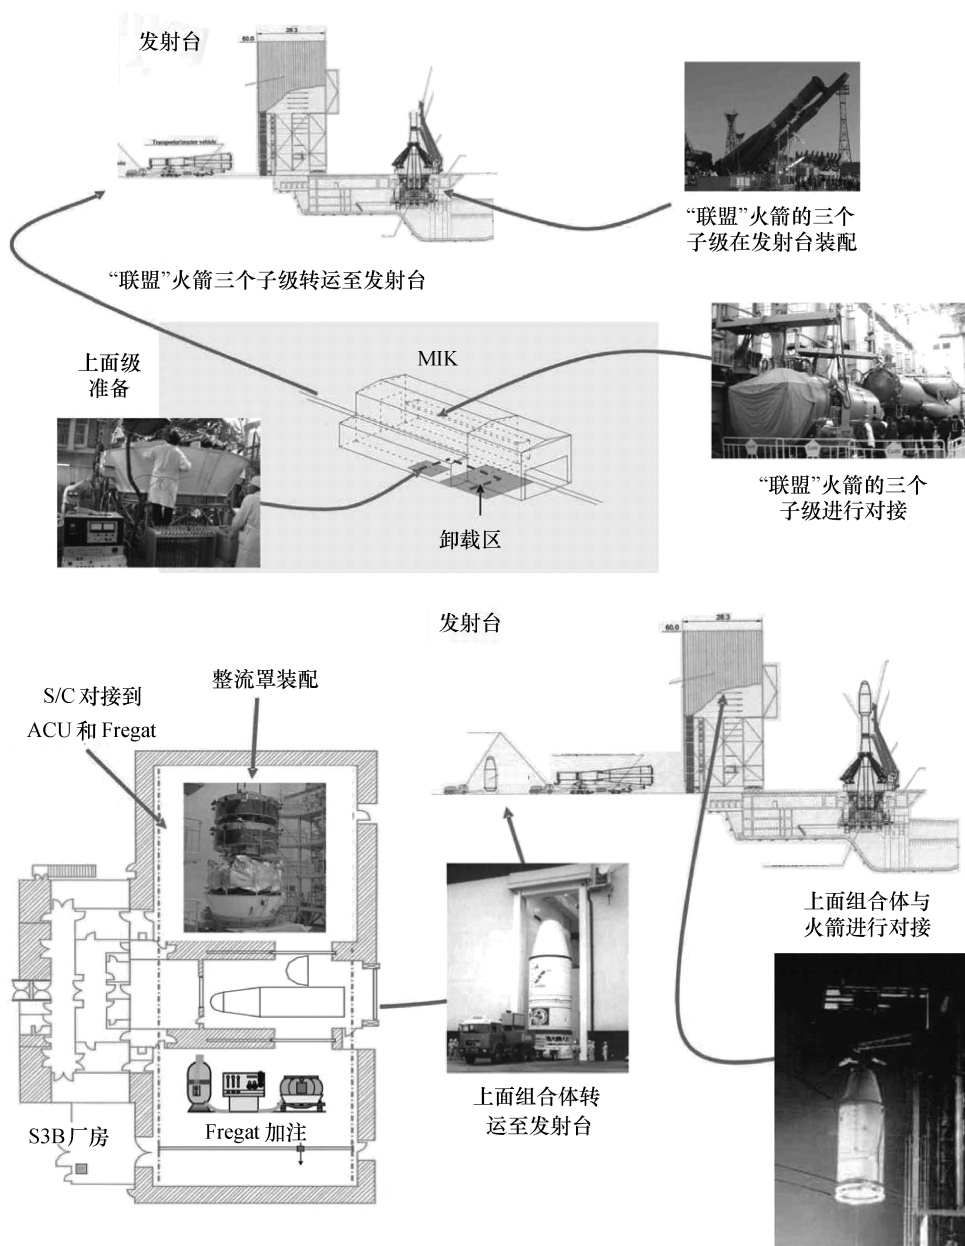 发射台
28.3
60.0
Transporter/erector vehicle
“联盟”火箭的三个
子级在发射台装配
“联盟”火箭三个子级转运至发射台
上面级
准备
MIK
卸载区
“联盟”火箭的三个
子级进行对接
发射台
28.3
60.0
S/C 对接到
ACU 和 Fregat
整流罩装配
上面组合体与
火箭进行对接
上面组合体转
运至发射台
S3B 厂房
Fregat 加注